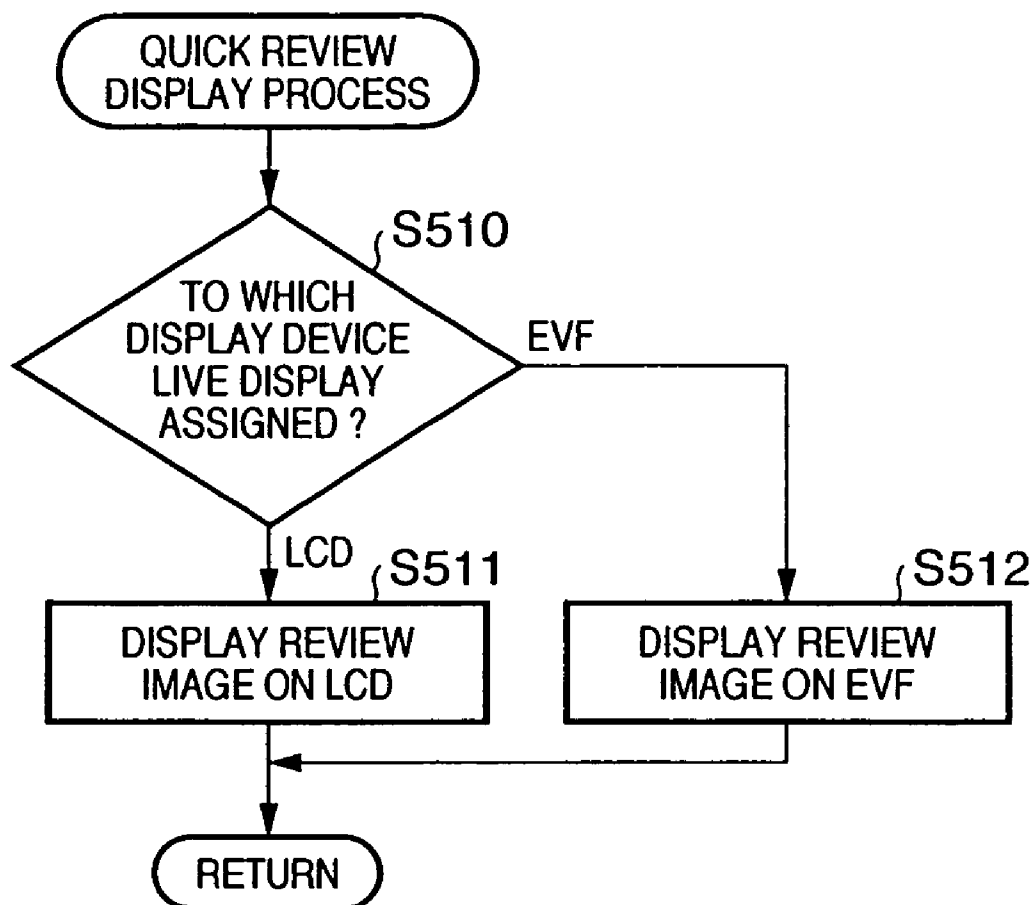 QUICK REVIEW
DISPLAY PROCESS
S510
TO WHICH
DISPLAY DEVICE
LIVE DISPLAY
ASSIGNED ?
EVF
LCD
S511
DISPLAY REVIEW
IMAGE ON LCD
S512
DISPLAY REVIEW
IMAGE ON EVF
RETURN